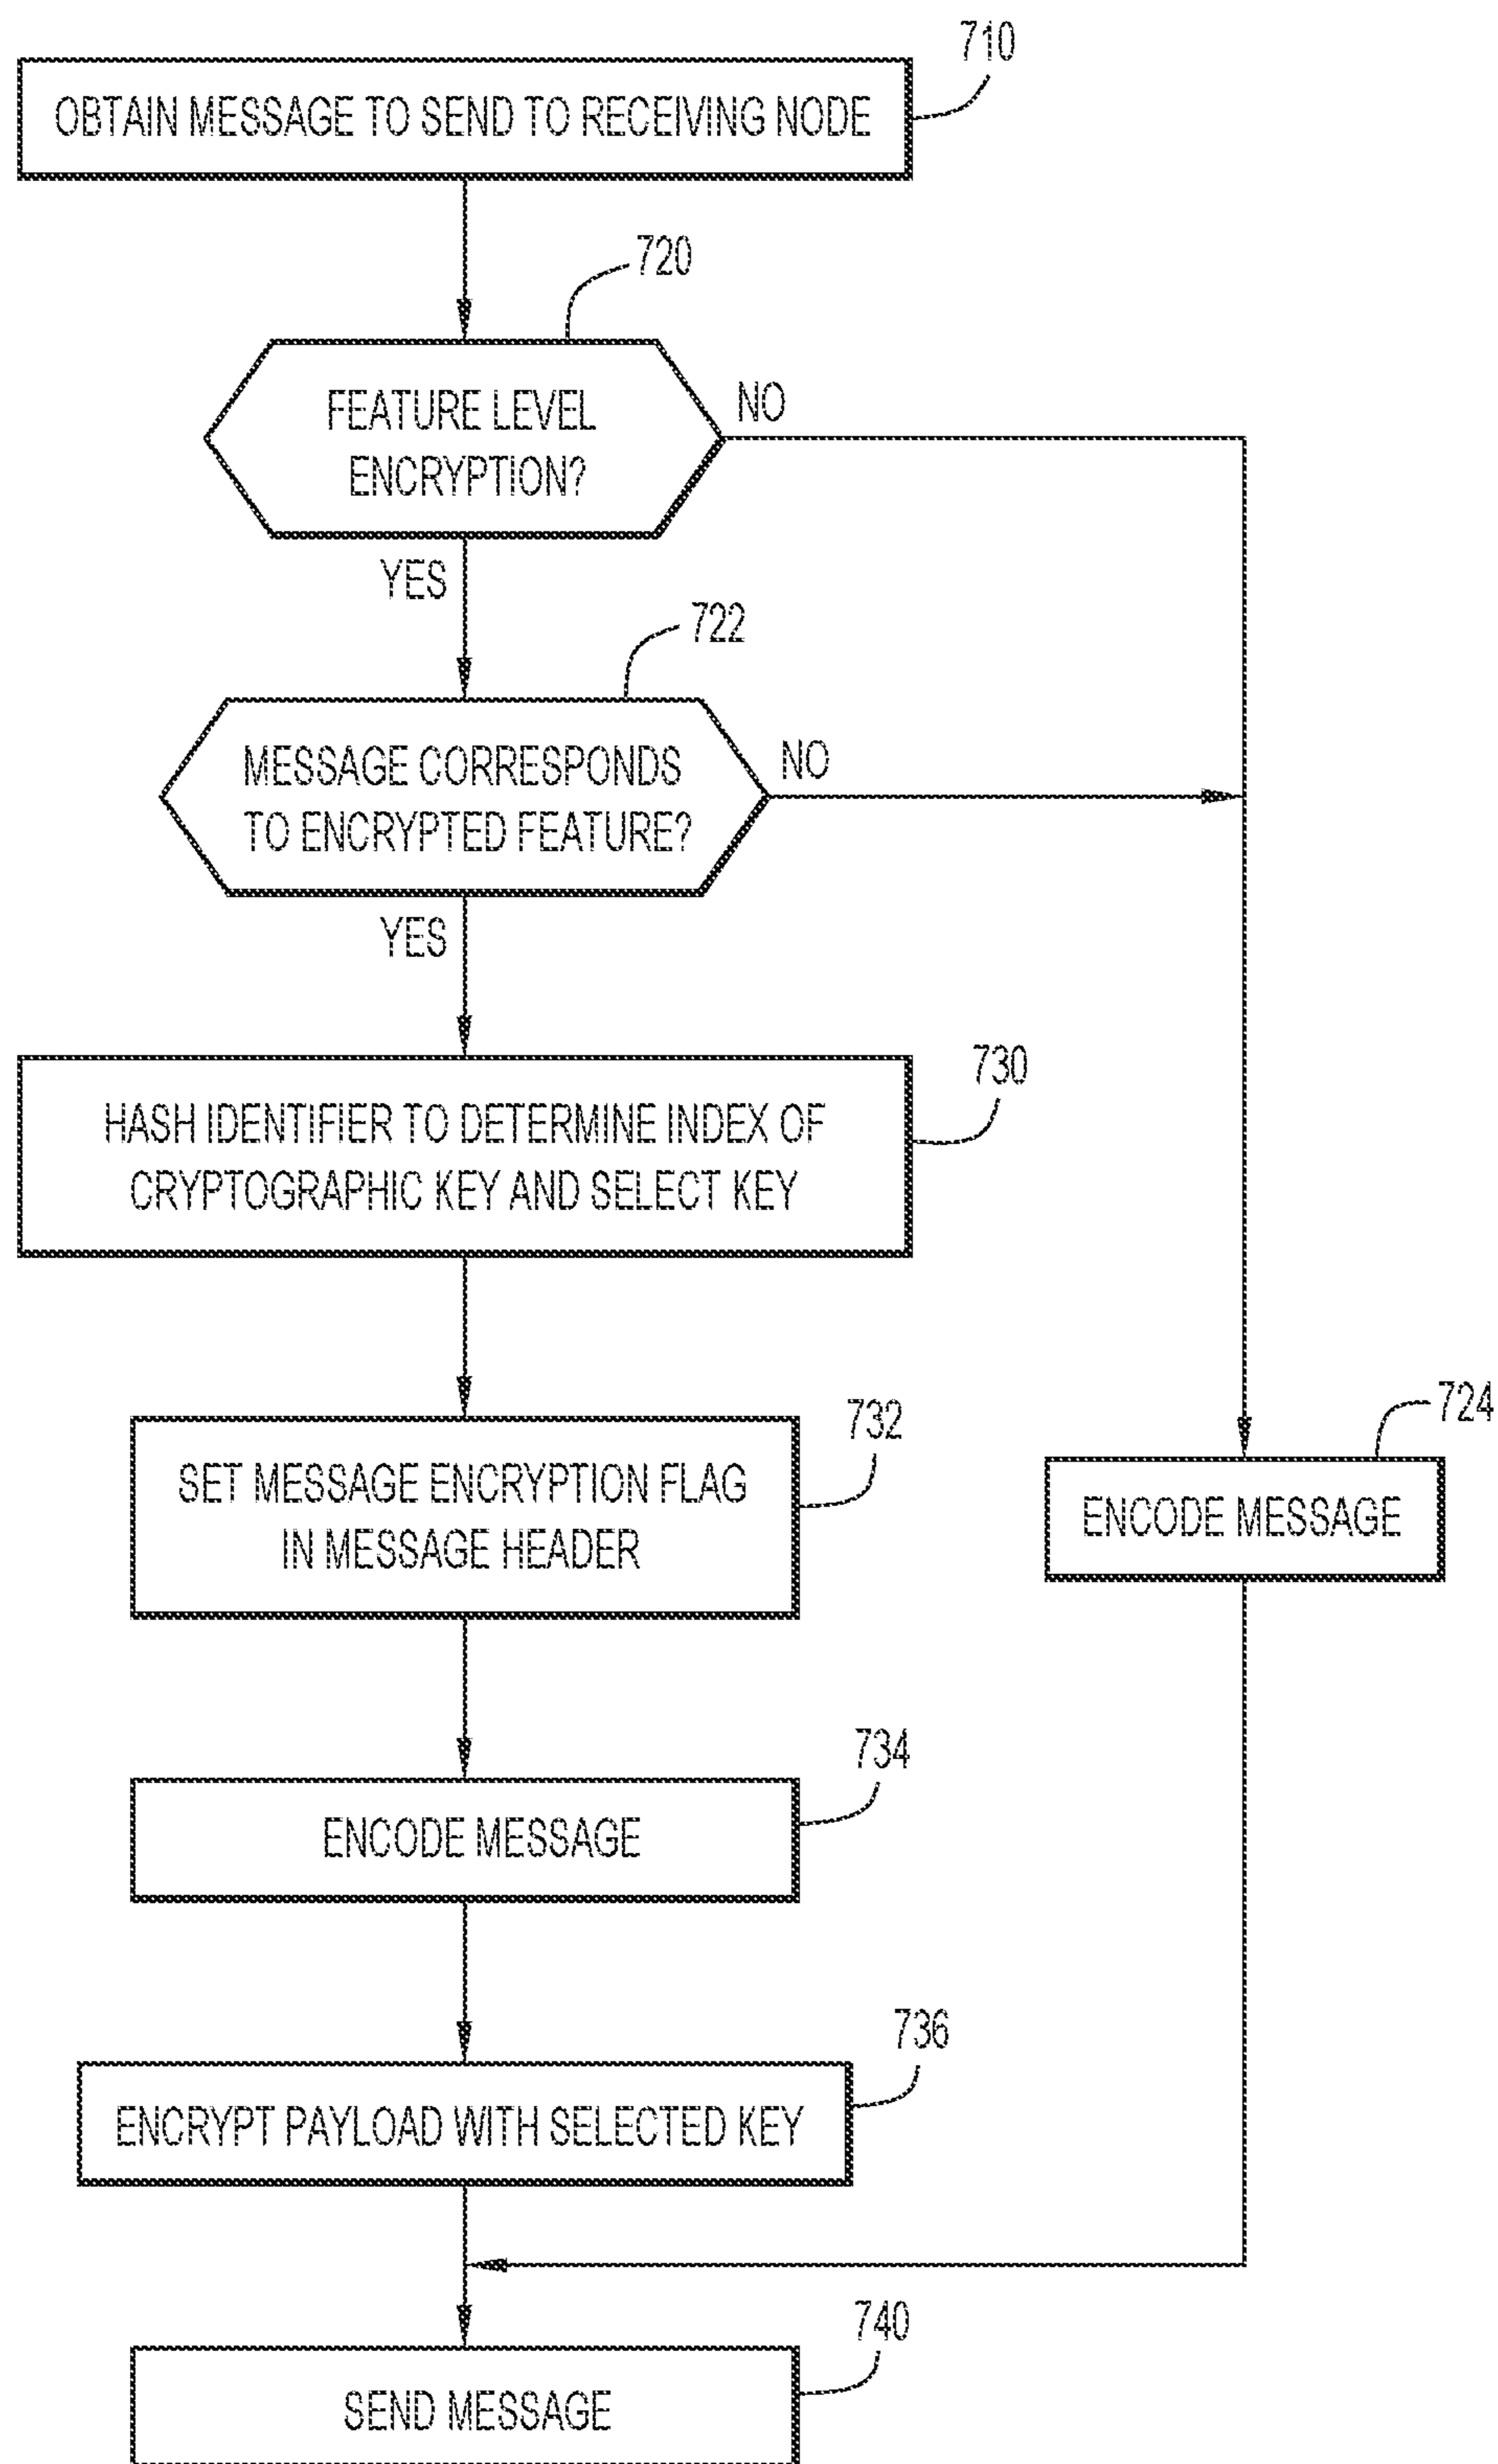 710
OBTAIN MESSAGE TO SEND TO RECEIVING NODE
720
FEATURE LEVEL
ENCRYPTION?
NO
YES
722
MESSAGE CORRESPONDS
TO ENCRYPTED FEATURE?
NO
YES
730
HASH IDENTIFIER TO DETERMINE INDEX OF
CRYPTOGRAPHIC KEY AND SELECT KEY
732
SET MESSAGE ENCRYPTION FLAG
IN MESSAGE HEADER
724
ENCODE MESSAGE
734
ENCODE MESSAGE
736
ENCRYPT PAYLOAD WITH SELECTED KEY
740
SEND MESSAGE